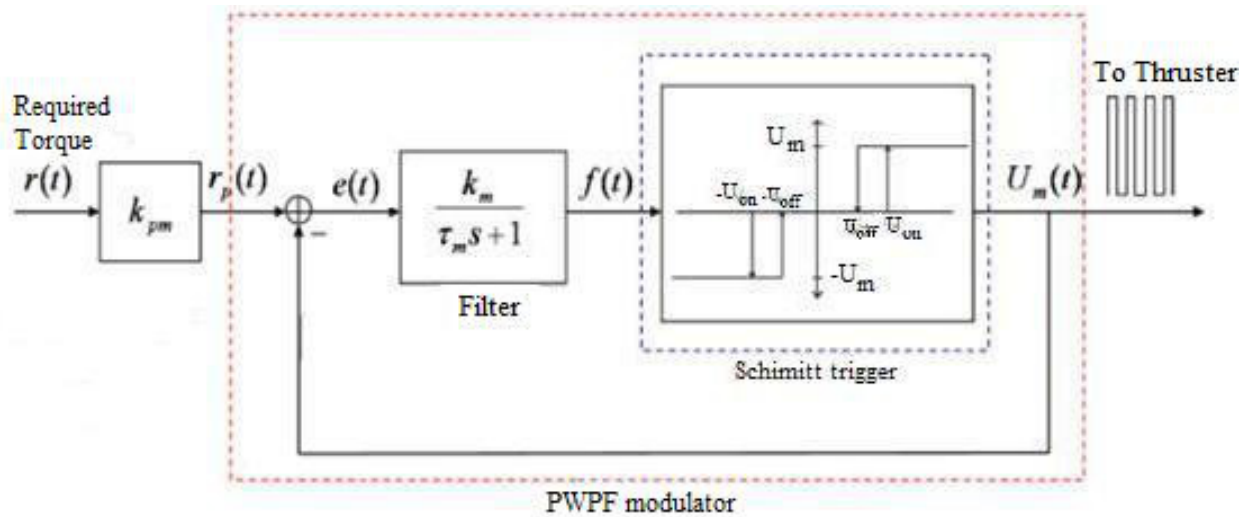 To Thruster
Required
Torque
r(t)
k_pm
r_p(t)
e(t)
k_m
τ_m s + 1
Filter
f(t)
U_m
-U_on -U_off
U_off U_on
-U_m
U_m(t)
Schimitt trigger
PWPF modulator
−